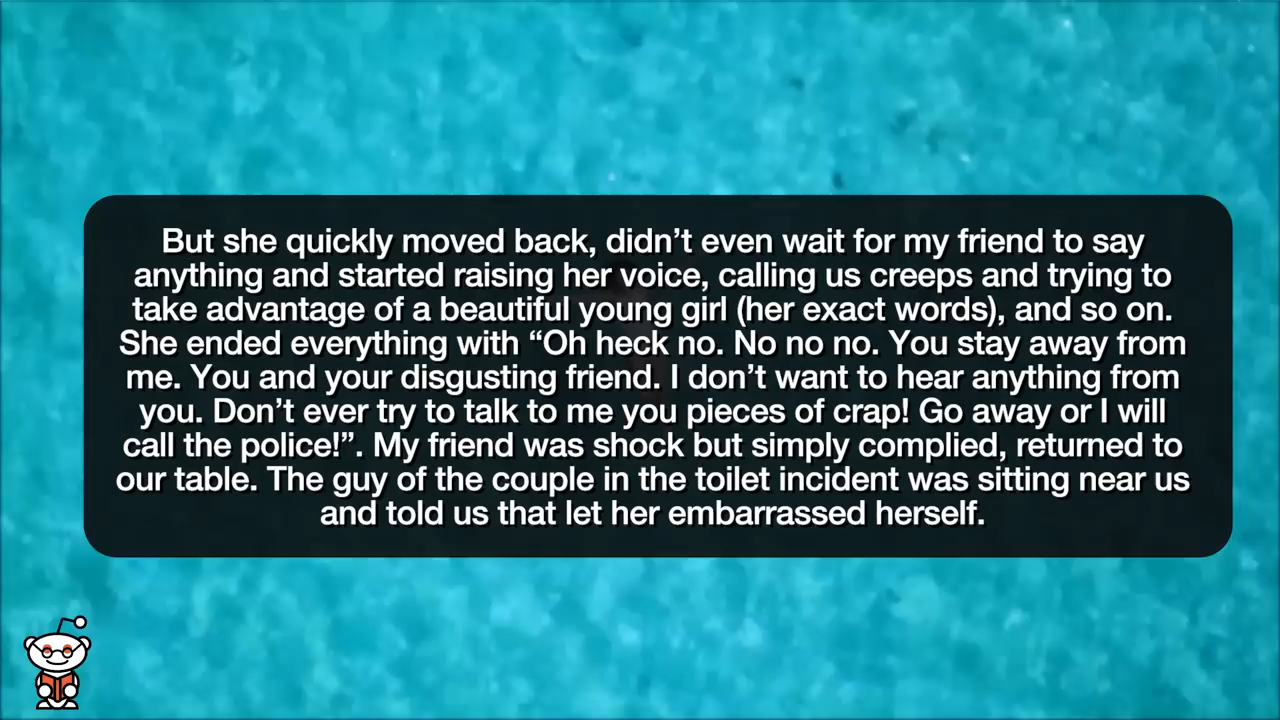 But she quickly moved back, didn’t even wait for my friend to say
anything and started raising her voice, calling us creeps and trying to
take advantage of a beautiful young girl (her exact words), and so on.
She ended everything with “Oh heck no. No no no. You stay away from
me. You and your disgusting friend. I don’t want to hear anything from
you. Don’t ever try to talk to me you pieces of crap! Go away or I will
call the police!”. My friend was shock but simply complied, returned to
our table. The guy of the couple in the toilet incident was sitting near us
and told us that let her embarrassed herself.